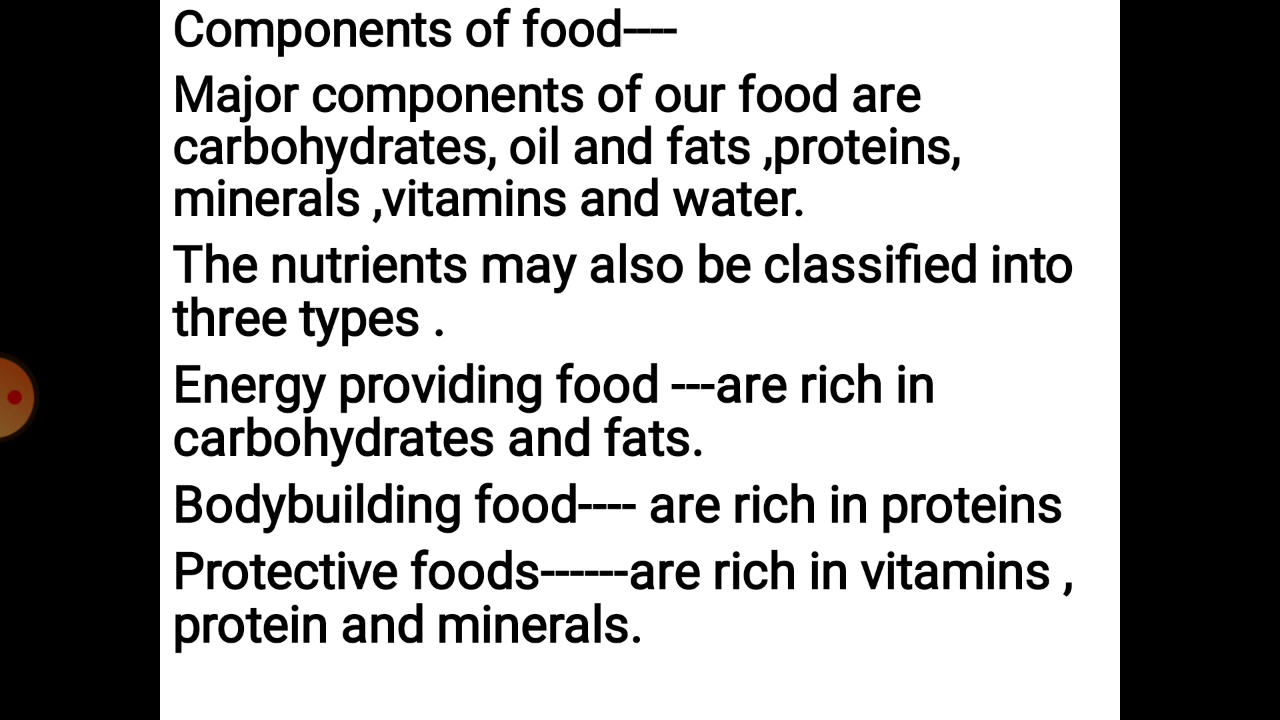 Components of food----
Major components of our food are
carbohydrates, oil and fats ,proteins,
minerals ,vitamins and water.
The nutrients may also be classified into
three types .
Energy providing food ---are rich in
carbohydrates and fats.
Bodybuilding food---- are rich in proteins
Protective foods------are rich in vitamins ,
protein and minerals.